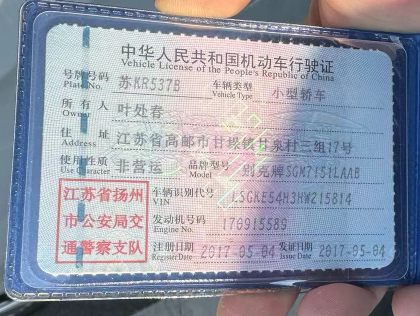 中华人民共和国机动车行驶证
Vehicle License of the People's Republic of China
号牌号码 苏KR537B 车辆类型 小型轿车
Plate No. Vehicle Type
所有人 叶处春
Owner
住址 江苏省高邮市甘垛镇甘泉村三组17号
Address
使用性质 非营运 品牌型号 别克牌SGM7151LAAB
Use Character Model
江苏省扬州
市公安局交
通警察支队
车辆识别代号 LSGKE54H3HW215814
VIN
发动机号码 170915589
Engine No.
注册日期 2017-05-04 发证日期 2017-05-04
Register Date Issue Date